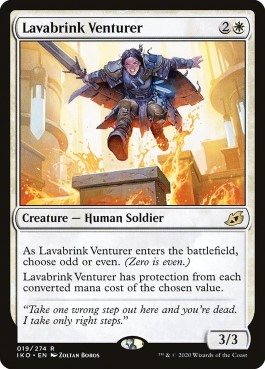 Lavabrink Venturer 2
Creature — Human Soldier
As Lavabrink Venturer enters the battlefield,
choose odd or even. (Zero is even.)
Lavabrink Venturer has protection from each
converted mana cost of the chosen value.
“Take one wrong step out here and you’re dead.
I take only right steps.”
3/3
019/274 R
IKO • EN ZOLTAN BOROS
™ & © 2020 Wizards of the Coast